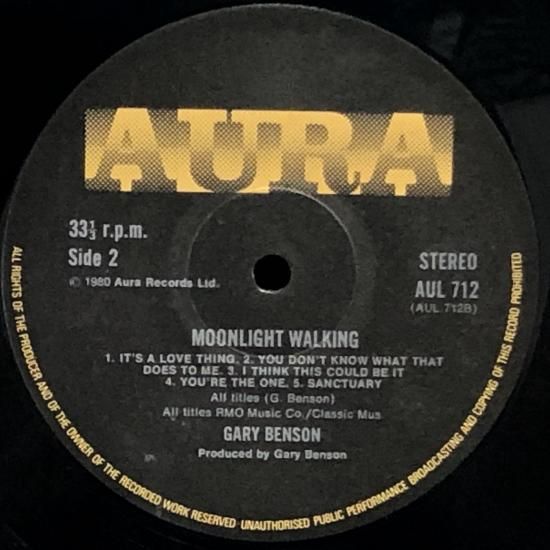 AURA
33⅓ r.p.m.
Side 2
℗ 1980 Aura Records Ltd.
STEREO
AUL 712
(AUL 712B)
MOONLIGHT WALKING
1. IT'S A LOVE THING. 2. YOU DON'T KNOW WHAT THAT
DOES TO ME. 3. I THINK THIS COULD BE IT
4. YOU'RE THE ONE. 5. SANCTUARY
All titles (G. Benson)
All titles RMO Music Co./Classic Mus.
GARY BENSON
Produced by Gary Benson
ALL RIGHTS OF THE PRODUCER AND OF THE OWNER OF THE RECORDED WORK RESERVED UNAUTHORISED PUBLIC PERFORMANCE BROADCASTING AND COPYING OF THIS RECORD PROHIBITED